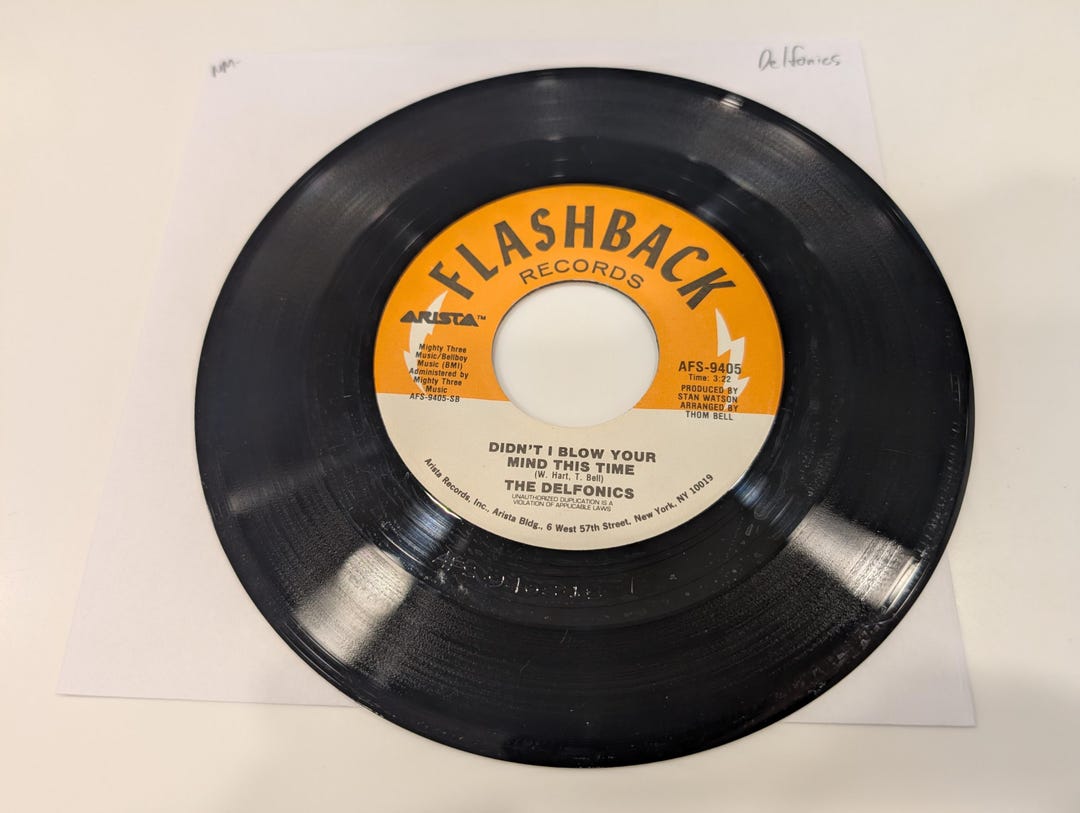 NM-
Delfonics
FLASHBACK
RECORDS
ARISTA™
Mighty Three
Music/Bellboy
Music (BMI)
Administered by
Mighty Three
Music
AFS-9405-SB
AFS-9405
Time: 3:22
PRODUCED BY
STAN WATSON
ARRANGED BY
THOM BELL
DIDN'T I BLOW YOUR
MIND THIS TIME
(W. Hart, T. Bell)
THE DELFONICS
UNAUTHORIZED DUPLICATION IS A
VIOLATION OF APPLICABLE LAWS
Arista Records, Inc., Arista Bldg., 6 West 57th Street, New York, NY 10019